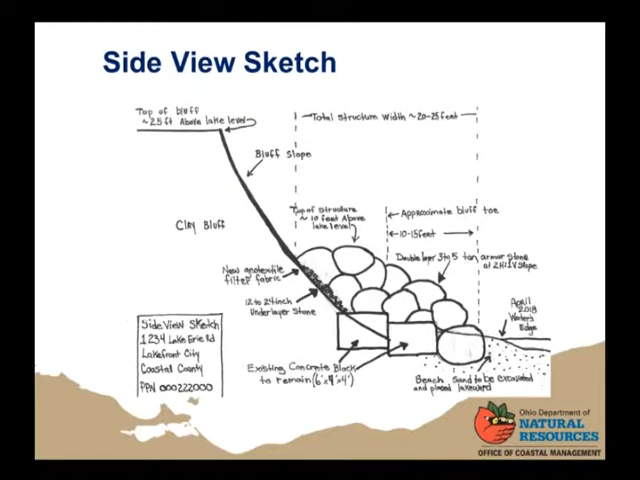 Side View Sketch
Top of bluff
~25 ft Above lake level
Total structure width ~20-25 feet
Bluff Slope
Clay Bluff
Top of structure
~10 feet Above
lake level
Approximate bluff toe
10-15 feet
Double layer 3 to 5 ton armor stone
at 2H:1V slope
New geotextile
filter fabric
12 to 24 inch
Underlayer Stone
April
2018
Water's
Edge
Side View Sketch
1234 Lake Erie Rd
Lakefront City
Coastal County
PPN 000222000
Existing Concrete Block
to remain (6'x4'x4')
Beach Sand to be excavated
and placed lakeward
Ohio Department of
NATURAL
RESOURCES
OFFICE OF COASTAL MANAGEMENT